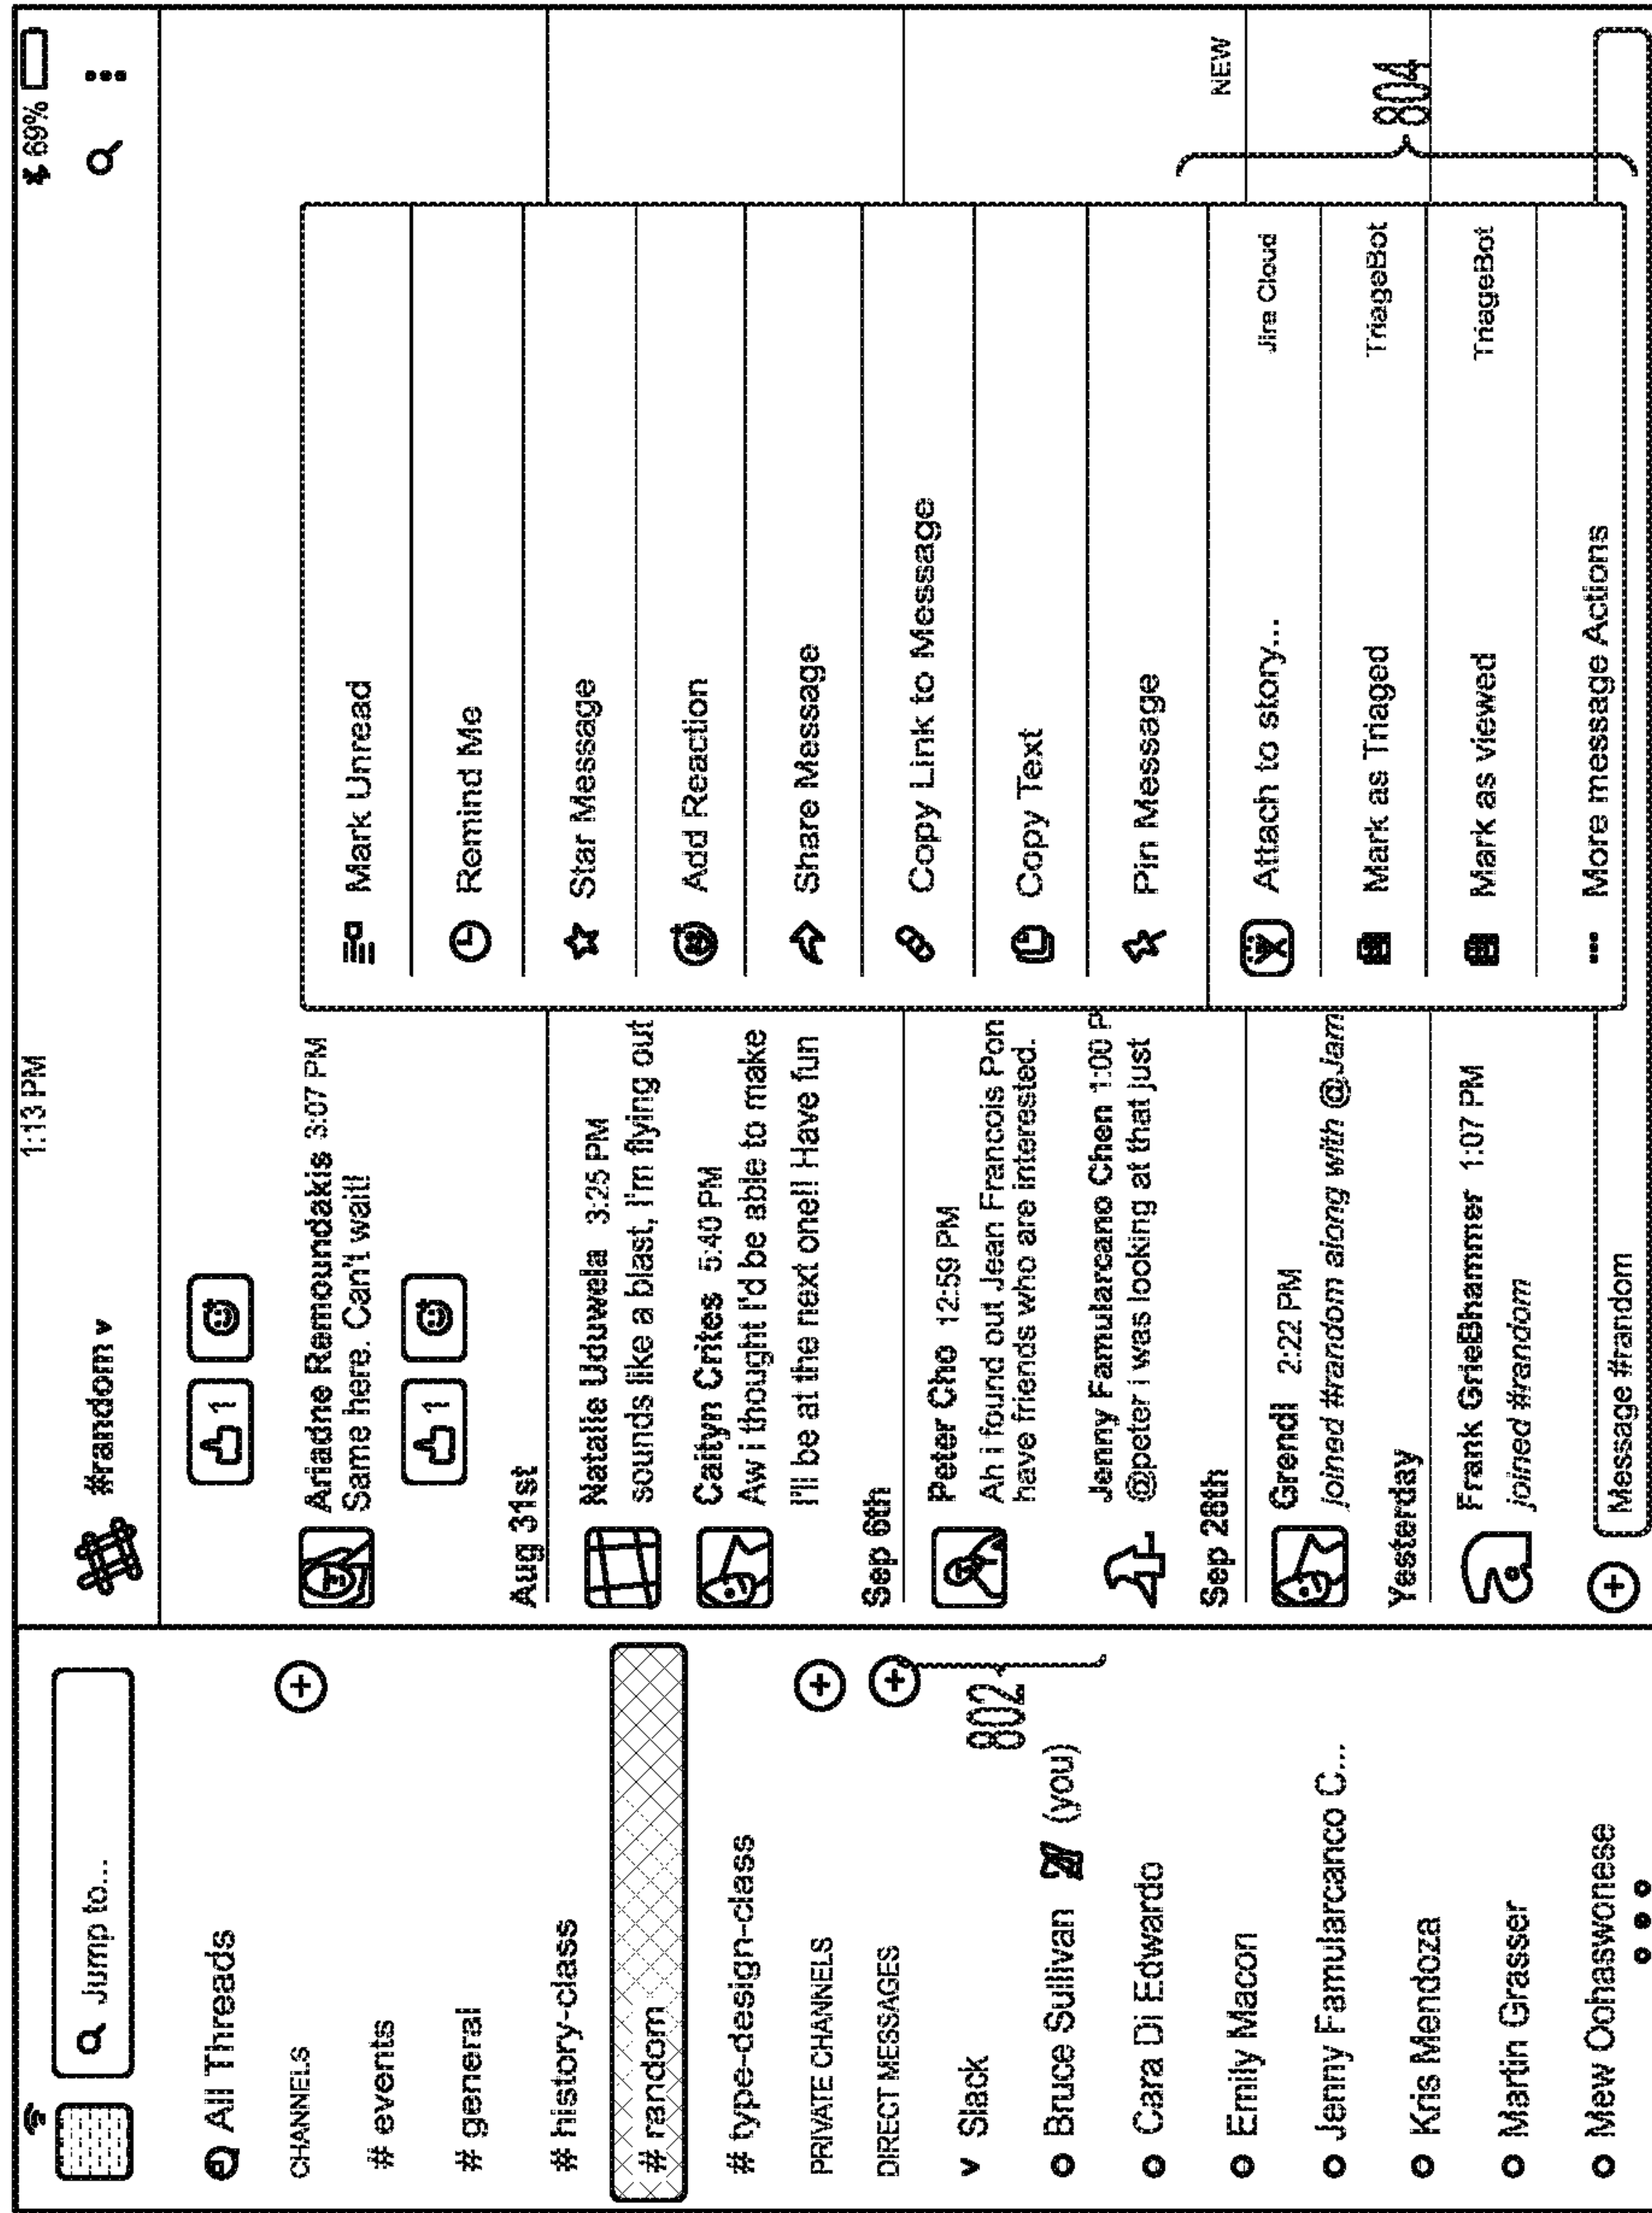 1:13 PM
69%
Jump to...
All Threads
CHANNELS
# events
# general
# history-class
# random
# type-design-class
PRIVATE CHANNELS
DIRECT MESSAGES
802
v Slack
Bruce Sullivan (you)
Cara Di Edwardo
Emily Macon
Jenny Famularcanco C...
Kris Mendoza
Martin Grasser
Mew Oohaswonese
#random v
1
Ariadne Remoundakis 3:07 PM
Same here. Can't wait!
1
Aug 31st
Natalie Uduwela 3:25 PM
sounds like a blast, I'm flying out
Caityn Crites 5:40 PM
Aw i thought I'd be able to make
I'll be at the next one!! Have fun
Sep 6th
Peter Cho 12:59 PM
Ah i found out Jean Francois Pon
have friends who are interested.
Jenny Famularcano Chen 1:00 P
@peter i was looking at that just
Sep 28th
Grendl 2:22 PM
joined #random along with @Jam
Yesterday
Frank GrieBhammer 1:07 PM
joined #random
Message #random
Mark Unread
Remind Me
Star Message
Add Reaction
Share Message
Copy Link to Message
Copy Text
Pin Message
NEW
Attach to story... Jira Cloud
Mark as Triaged TriageBot
Mark as viewed TriageBot
More message Actions
804